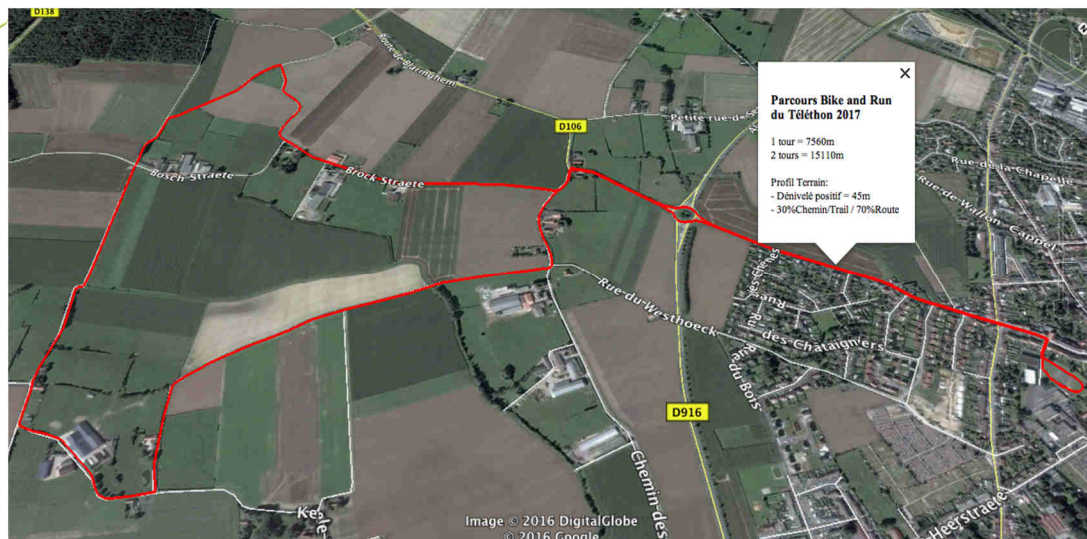 D138
Route de Blaringhem
D106
Petite rue de
Bosch Straete
Brock Straete
Parcours Bike and Run
du Téléthon 2017
1 tour = 7560m
2 tours = 15110m
Profil Terrain:
- Dénivelé positif = 45m
- 30%Chemin/Trail / 70%Route
Rue de la Chapelle
Rue de Wallon-Cappel
Rue du Westhoeck
Rue des Châtaigniers
Rue du Bois
D916
Chemin des
Heerstraete
Image © 2016 DigitalGlobe
© 2016 Google
N